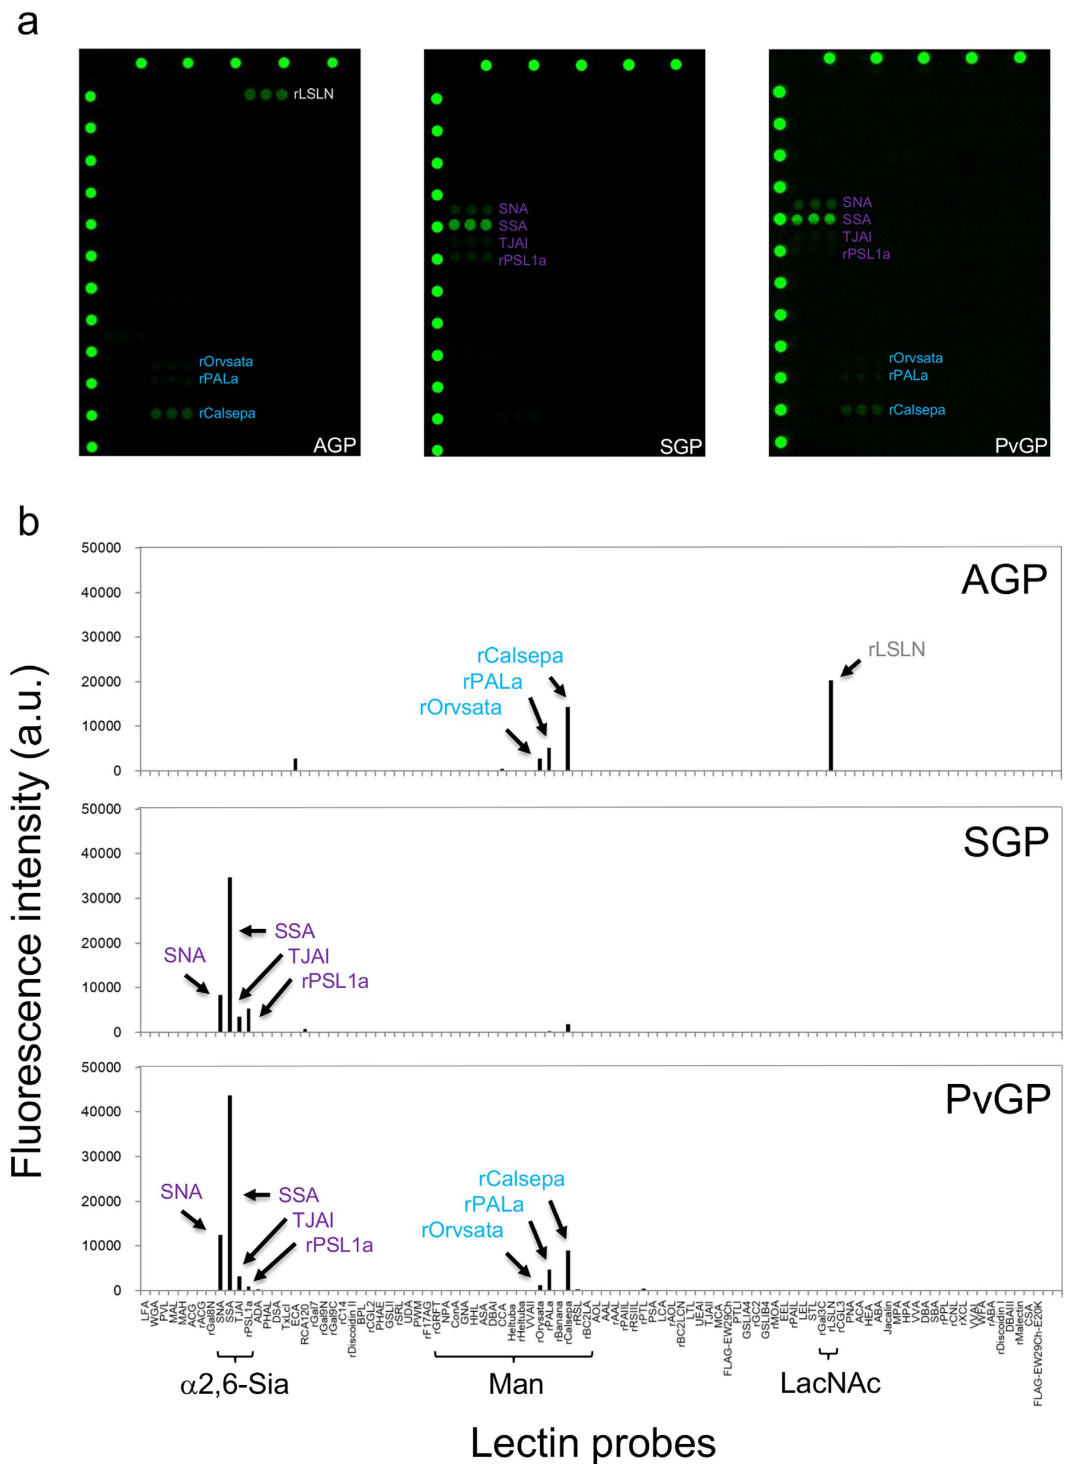 a
rLSLN
rOrvsata
rPALa
rCalsepa
AGP
SNA
SSA
TJAI
rPSL1a
SGP
SNA
SSA
TJAI
rPSL1a
rOrvsata
rPALa
rCalsepa
PvGP
b
Fluorescence intensity (a.u.)
50000
40000
30000
20000
10000
0
AGP
rCalsepa
rPALa
rOrvsata
rLSLN
50000
40000
30000
20000
10000
0
SGP
SNA
SSA
TJAI
rPSL1a
50000
40000
30000
20000
10000
0
PvGP
SNA
SSA
TJAI
rPSL1a
rCalsepa
rPALa
rOrvsata
LFA
WGA
PVL
MAL
MAH
ACG
rACG
rGal8N
SNA
SSA
TJAI
rPSL1a
ADA
PHAL
DSA
TxLcI
ECA
RCA120
rGal7
rGal9N
rGal9C
rC14
rDiscoidin II
BPL
rCGL2
PHAE
GSLII
rSRL
UDA
PWM
rF17AG
rGRFT
NPA
ConA
GNA
HHL
ASA
DBAI
CCA
Heltuba
rHeltuba
VVAII
rOrysata
rPALa
rBanana
rCalsepa
rRSL
rBC2LA
AOL
AAL
rAAL
rPAIIL
rRSIIL
rPTL
PSA
LCA
rAOL
rBC2LCN
LTL
UEAI
TJAII
MCA
FLAG-EW29Ch
PTLI
GSLIA4
rGC2
GSLIB4
rMOA
EEL
rPAIL
LEL
STL
rGal3C
rLSLN
rCGL3
PNA
ACA
HEA
ABA
Jacalin
MPA
HPA
VVA
DBA
SBA
rPPL
rCNL
rXCL
VVAI
WFA
rABA
rDiscoidin I
DBAIII
rMalectin
CSA
FLAG-EW29Ch-E20K
α2,6-Sia
Man
LacNAc
Lectin probes